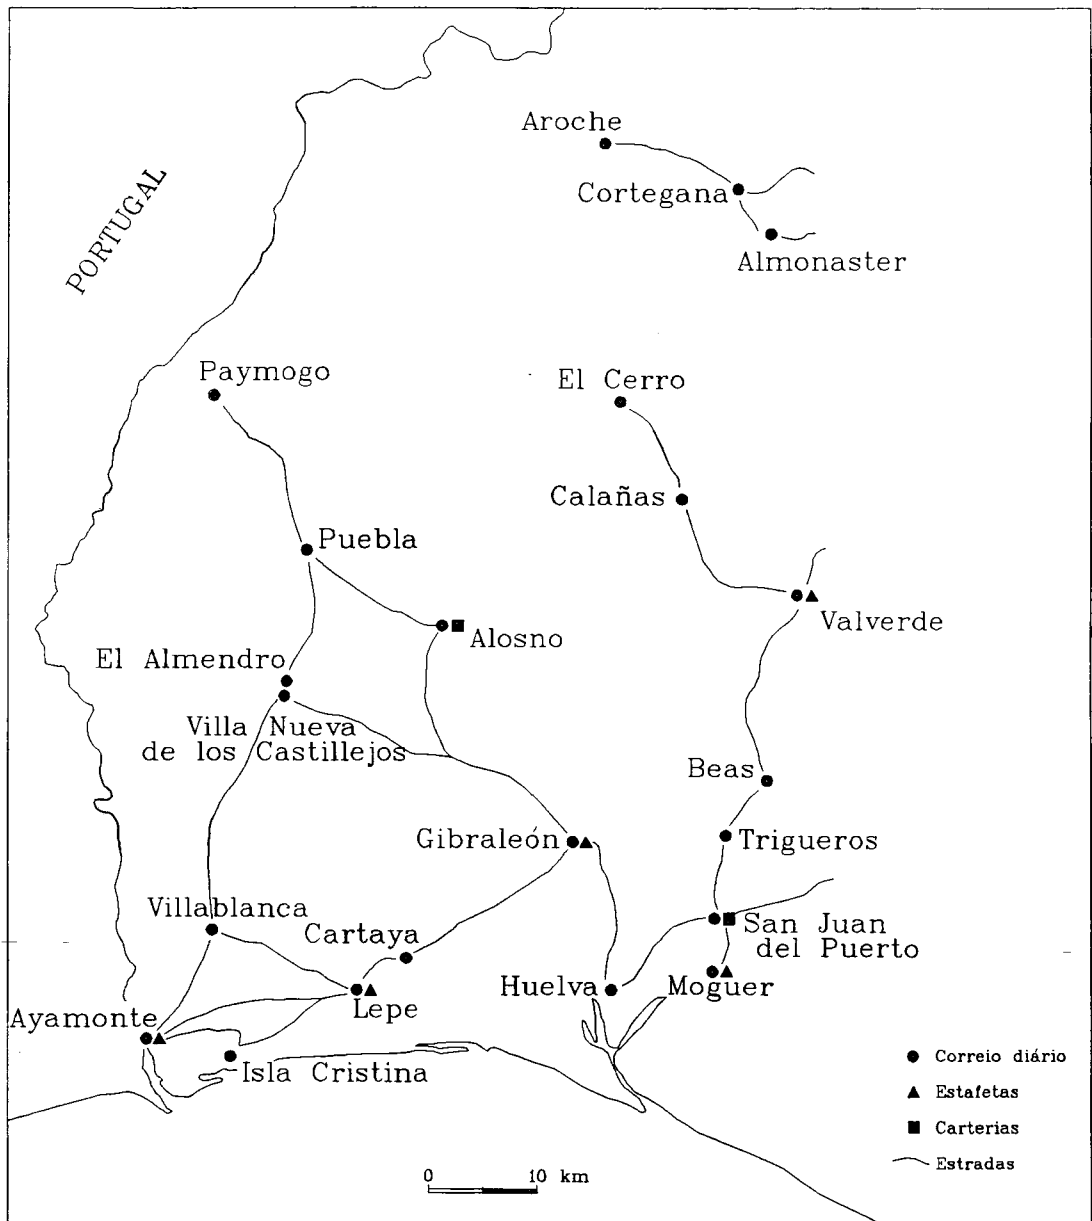 Aroche
Cortegana
Almonaster
PORTUGAL
Paymogo
El Cerro
Calañas
Puebla
Valverde
Alosno
El Almendro
Villa Nueva
de los Castillejos
Beas
Gibraleón
Trigueros
Villablanca
Cartaya
San Juan
del Puerto
Huelva
Moguer
Lepe
Ayamonte
Isla Cristina
Correio diário
Estafetas
Carterias
Estradas
0 10 km